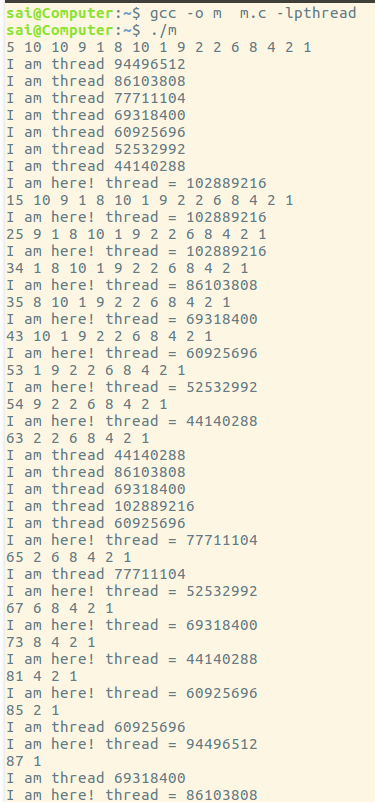 sai@Computer:~$ gcc -o m  m.c -lpthread
sai@Computer:~$ ./m
5 10 10 9 1 8 10 1 9 2 2 6 8 4 2 1
I am thread 94496512
I am thread 86103808
I am thread 77711104
I am thread 69318400
I am thread 60925696
I am thread 52532992
I am thread 44140288
I am here! thread = 102889216
15 10 9 1 8 10 1 9 2 2 6 8 4 2 1
I am here! thread = 102889216
25 9 1 8 10 1 9 2 2 6 8 4 2 1
I am here! thread = 102889216
34 1 8 10 1 9 2 2 6 8 4 2 1
I am here! thread = 86103808
35 8 10 1 9 2 2 6 8 4 2 1
I am here! thread = 69318400
43 10 1 9 2 2 6 8 4 2 1
I am here! thread = 60925696
53 1 9 2 2 6 8 4 2 1
I am here! thread = 52532992
54 9 2 2 6 8 4 2 1
I am here! thread = 44140288
63 2 2 6 8 4 2 1
I am thread 44140288
I am thread 86103808
I am thread 69318400
I am thread 102889216
I am thread 60925696
I am here! thread = 77711104
65 2 6 8 4 2 1
I am thread 77711104
I am here! thread = 52532992
67 6 8 4 2 1
I am here! thread = 69318400
73 8 4 2 1
I am here! thread = 44140288
81 4 2 1
I am here! thread = 60925696
85 2 1
I am thread 60925696
I am here! thread = 94496512
87 1
I am thread 69318400
I am here! thread = 86103808